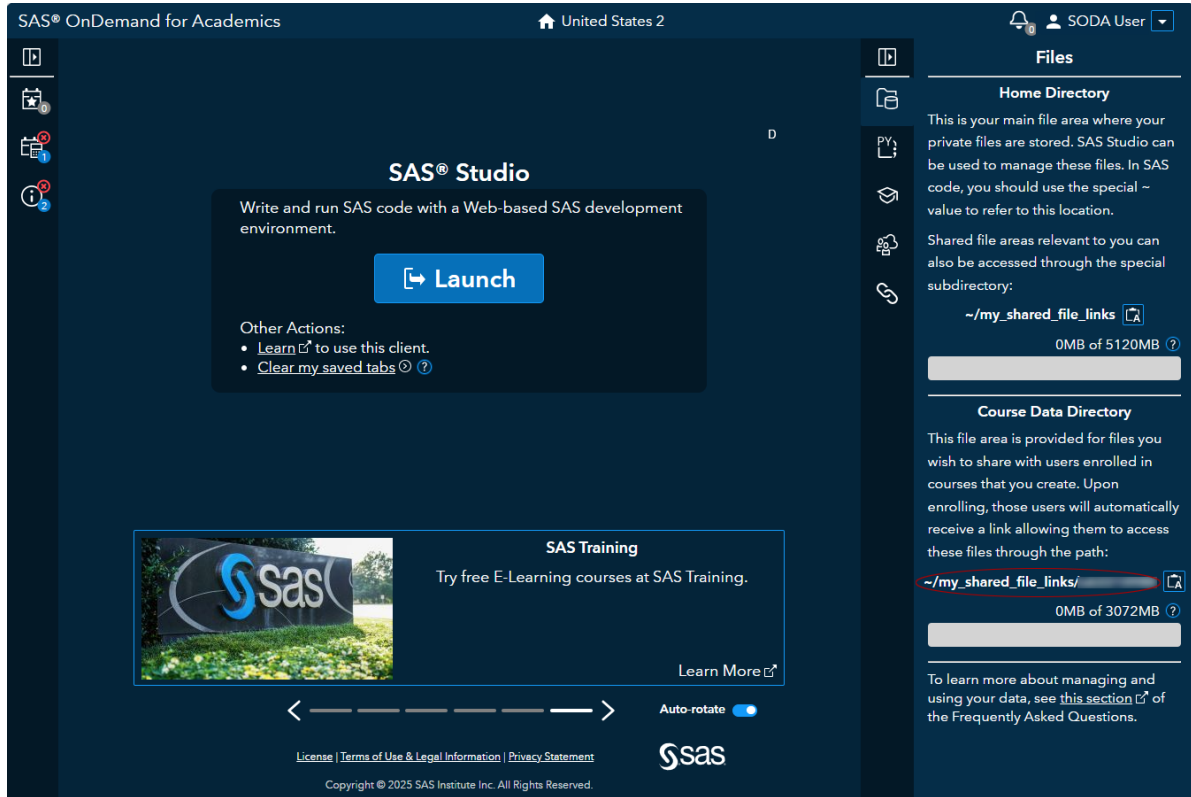 SAS® OnDemand for Academics
United States 2
0
SODA User
0
1
2
D
SAS® Studio
Write and run SAS code with a Web-based SAS development
environment.
Launch
Other Actions:
• Learn to use this client.
• Clear my saved tabs ?
sas
SAS Training
Try free E-Learning courses at SAS Training.
Learn More
Auto-rotate
License | Terms of Use & Legal Information | Privacy Statement
sas
Copyright © 2025 SAS Institute Inc. All Rights Reserved.
PY
Files
Home Directory
This is your main file area where your
private files are stored. SAS Studio can
be used to manage these files. In SAS
code, you should use the special ~
value to refer to this location.
Shared file areas relevant to you can
also be accessed through the special
subdirectory:
~/my_shared_file_links
A
0MB of 5120MB ?
Course Data Directory
This file area is provided for files you
wish to share with users enrolled in
courses that you create. Upon
enrolling, those users will automatically
receive a link allowing them to access
these files through the path:
~/my_shared_file_links/
A
0MB of 3072MB ?
To learn more about managing and
using your data, see this section of
the Frequently Asked Questions.